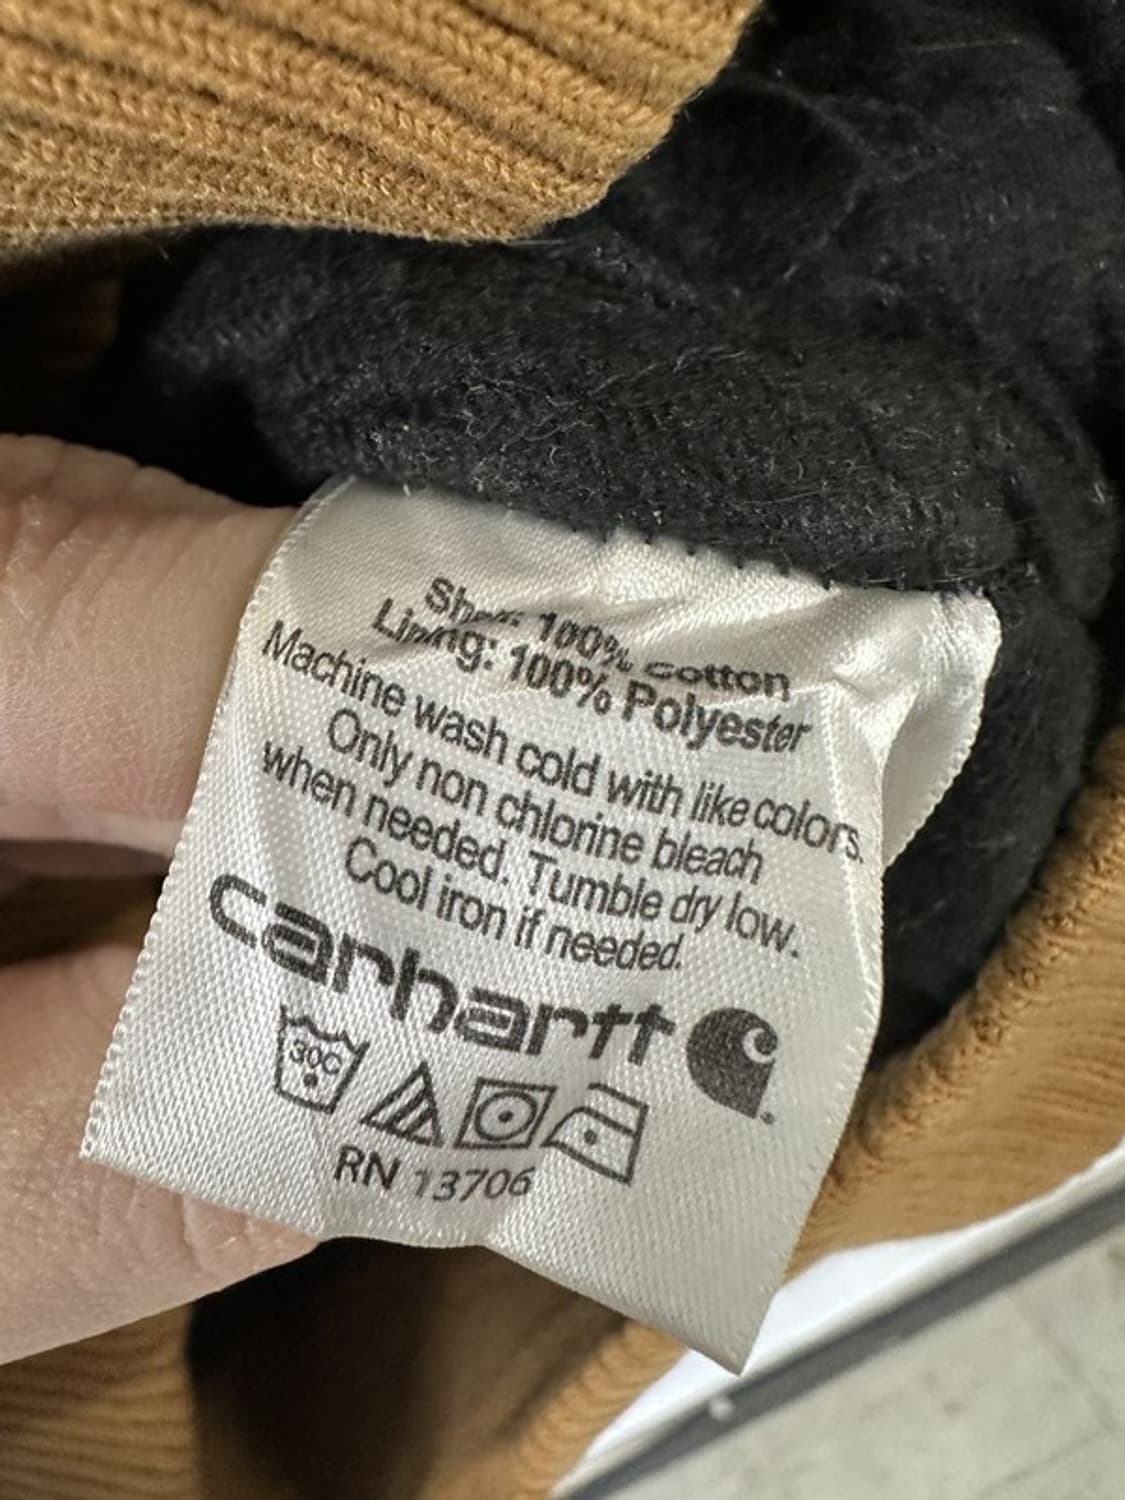 Shell: 100% Cotton
Lining: 100% Polyester
Machine wash cold with like colors.
Only non chlorine bleach
when needed. Tumble dry low.
Cool iron if needed.
carhartt
30C
RN 13706